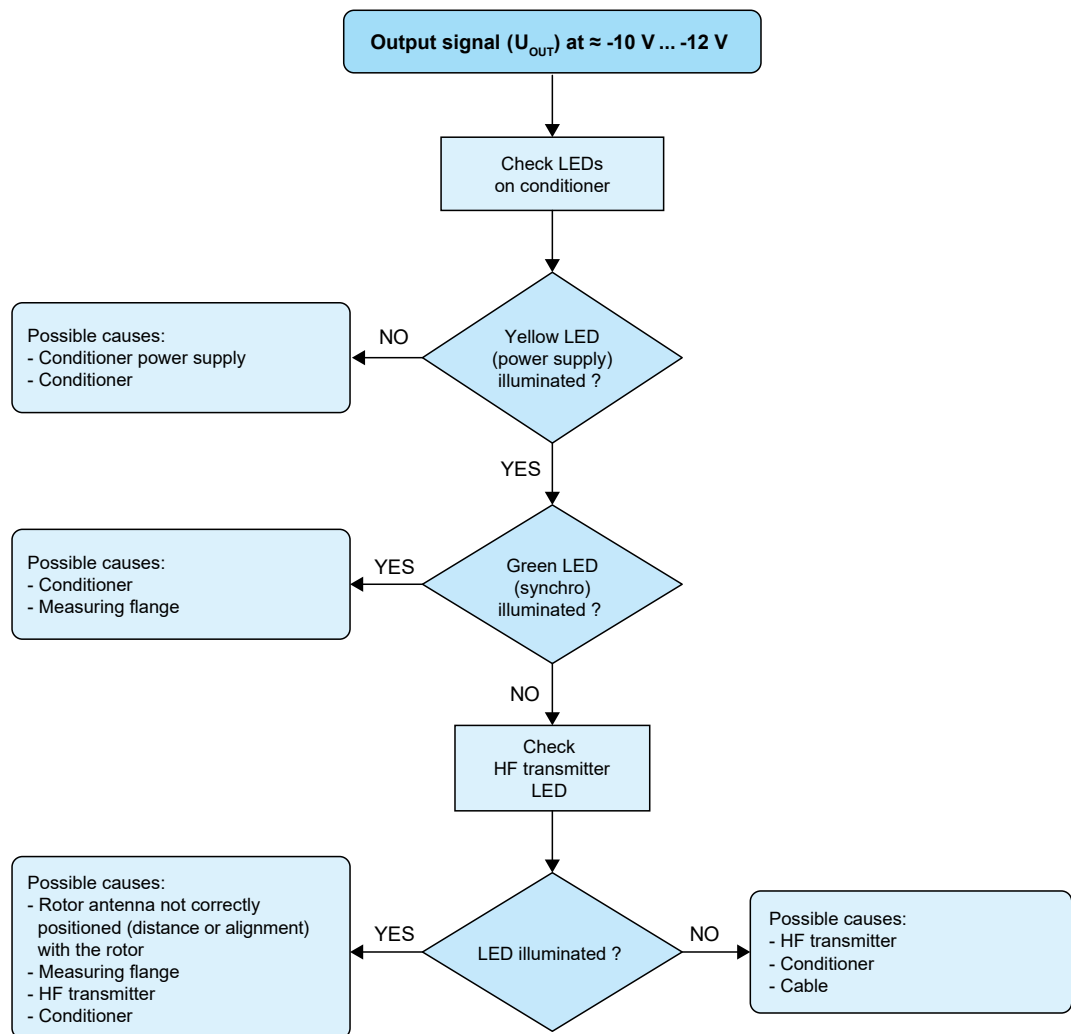 Output signal (UOUT) at ≈ -10 V ... -12 V
Check LEDs
on conditioner
Yellow LED
(power supply)
illuminated ?
NO
Possible causes:
- Conditioner power supply
- Conditioner
YES
Green LED
(synchro)
illuminated ?
YES
Possible causes:
- Conditioner
- Measuring flange
NO
Check
HF transmitter
LED
LED illuminated ?
YES
Possible causes:
- Rotor antenna not correctly
positioned (distance or alignment)
with the rotor
- Measuring flange
- HF transmitter
- Conditioner
NO
Possible causes:
- HF transmitter
- Conditioner
- Cable